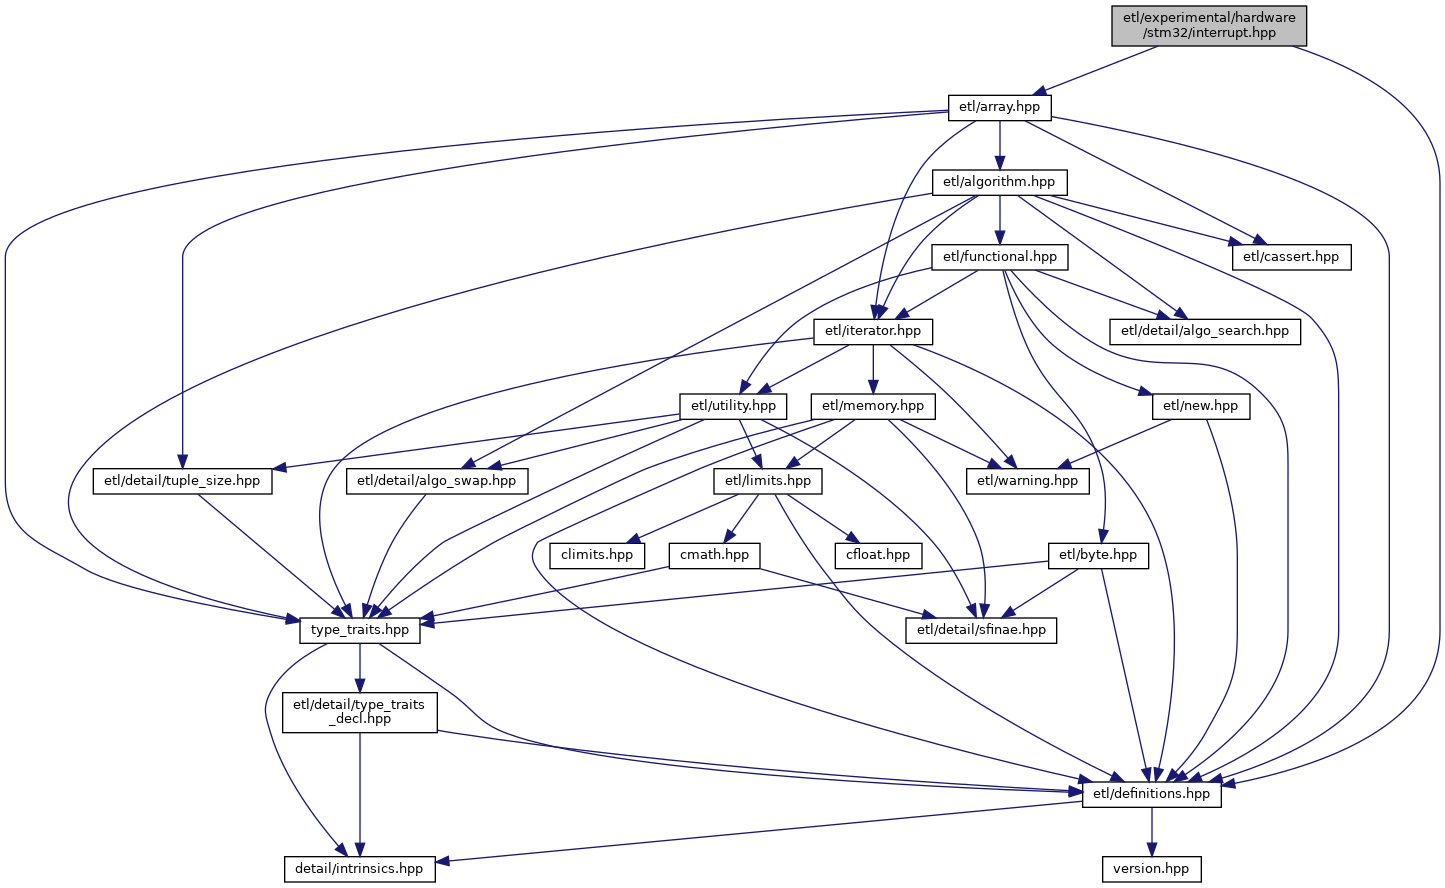 etl/experimental/hardware
/stm32/interrupt.hpp
etl/array.hpp
etl/algorithm.hpp
etl/functional.hpp
etl/cassert.hpp
etl/iterator.hpp
etl/detail/algo_search.hpp
etl/utility.hpp
etl/memory.hpp
etl/new.hpp
etl/detail/tuple_size.hpp
etl/detail/algo_swap.hpp
etl/limits.hpp
etl/warning.hpp
climits.hpp
cmath.hpp
cfloat.hpp
etl/byte.hpp
type_traits.hpp
etl/detail/sfinae.hpp
etl/detail/type_traits
_decl.hpp
etl/definitions.hpp
detail/intrinsics.hpp
version.hpp